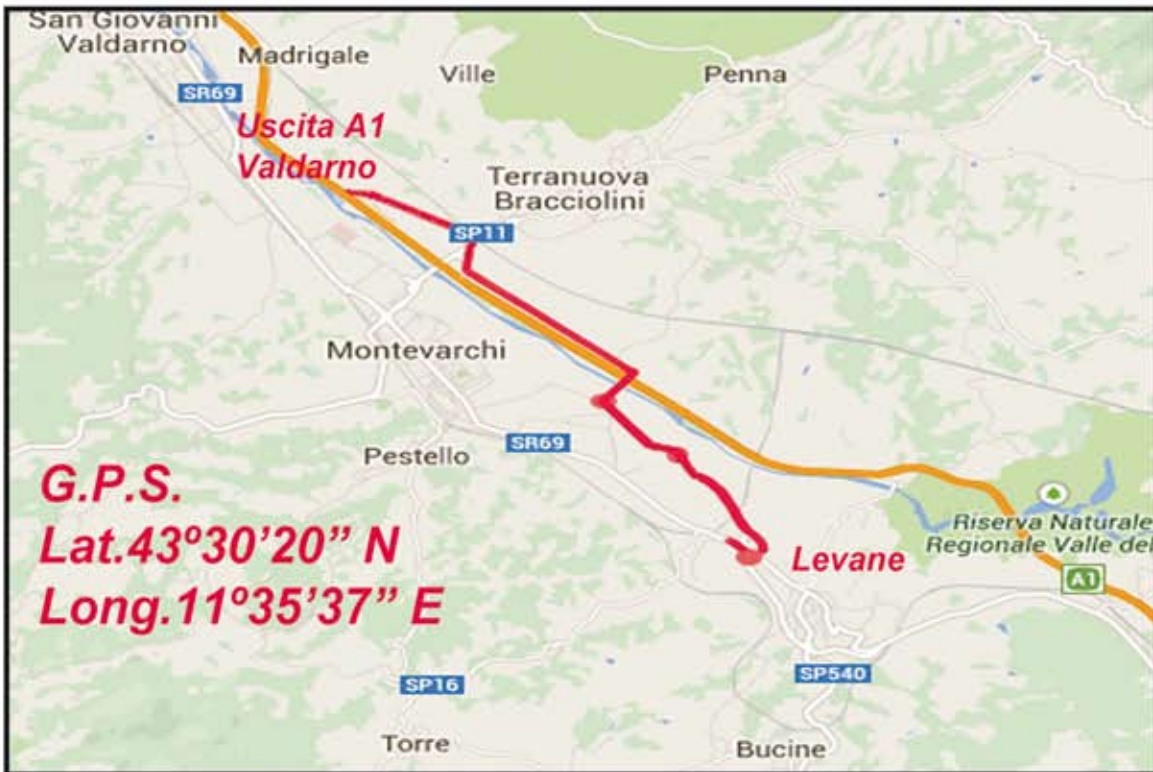 San Giovanni
Valdarno
Madrigale
Ville
Penna
SR69
Uscita A1
Valdarno
Terranuova
Bracciolini
SP11
Montevarchi
SR69
Pestello
G.P.S.
Lat.43º30’20” N
Long.11º35’37” E
Riserva Naturale
Regionale Valle del
Levane
A1
SP540
SP16
Torre
Bucine